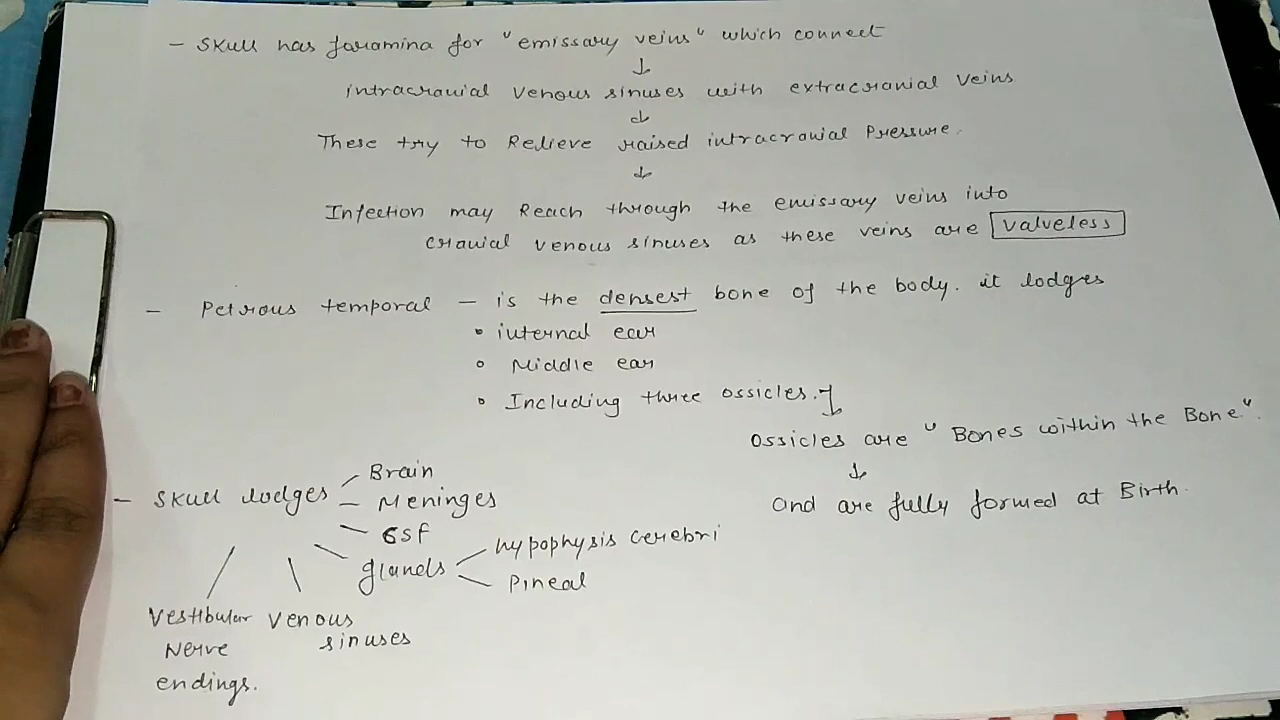 - Skull has foramina for "emissary veins" which connect
intracranial venous sinuses with extracranial veins
These try to Relieve raised intracranial Pressure.
Infection may Reach through the emissary veins into
cranial venous sinuses as these veins are valveless
- Petrous temporal - is the densest bone of the body. it lodges
• internal ear
• Middle ear
• Including three ossicles.
Ossicles are "Bones within the Bone".
and are fully formed at Birth.
- Skull lodges
Brain
Meninges
CSF
glands
hypophysis cerebri
Pineal
Vestibular
Nerve
endings.
Venous
sinuses